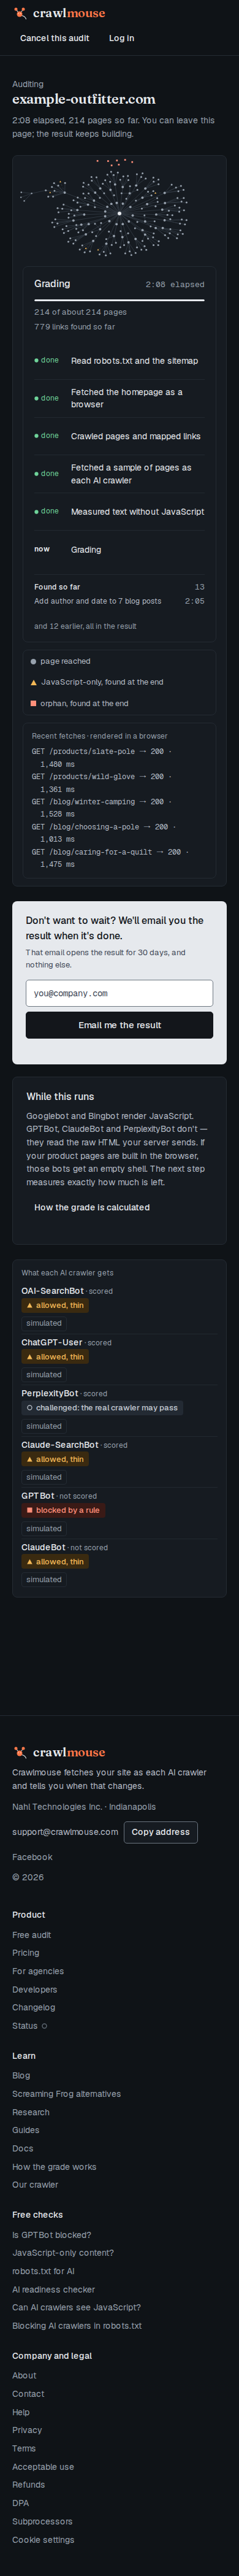 crawlmouse
Cancel this audit Log in
Auditing
example-outfitter.com
2:08 elapsed, 214 pages so far. You can leave this
page; the result keeps building.
Grading 2:08 elapsed
214 of about 214 pages
779 links found so far
done Read robots.txt and the sitemap
done Fetched the homepage as a
browser
done Crawled pages and mapped links
done Fetched a sample of pages as
each AI crawler
done Measured text without JavaScript
now Grading
Found so far 13
Add author and date to 7 blog posts 2:05
and 12 earlier, all in the result
page reached
JavaScript-only, found at the end
orphan, found at the end
Recent fetches · rendered in a browser
GET /products/slate-pole → 200 ·
1,480 ms
GET /products/wild-glove → 200 ·
1,361 ms
GET /blog/winter-camping → 200 ·
1,528 ms
GET /blog/choosing-a-pole → 200 ·
1,013 ms
GET /blog/caring-for-a-quilt → 200 ·
1,475 ms
Don't want to wait? We'll email you the
result when it's done.
That email opens the result for 30 days, and
nothing else.
you@company.com
Email me the result
While this runs
Googlebot and Bingbot render JavaScript.
GPTBot, ClaudeBot and PerplexityBot don't —
they read the raw HTML your server sends. If
your product pages are built in the browser,
those bots get an empty shell. The next step
measures exactly how much is left.
How the grade is calculated
What each AI crawler gets
OAI-SearchBot · scored
allowed, thin
simulated
ChatGPT-User · scored
allowed, thin
simulated
PerplexityBot · scored
challenged: the real crawler may pass
simulated
Claude-SearchBot · scored
allowed, thin
simulated
GPTBot · not scored
blocked by a rule
simulated
ClaudeBot · not scored
allowed, thin
simulated
crawlmouse
Crawlmouse fetches your site as each AI crawler
and tells you when that changes.
Nahl Technologies Inc. · Indianapolis
support@crawlmouse.com Copy address
Facebook
© 2026
Product
Free audit
Pricing
For agencies
Developers
Changelog
Status
Learn
Blog
Screaming Frog alternatives
Research
Guides
Docs
How the grade works
Our crawler
Free checks
Is GPTBot blocked?
JavaScript-only content?
robots.txt for AI
AI readiness checker
Can AI crawlers see JavaScript?
Blocking AI crawlers in robots.txt
Company and legal
About
Contact
Help
Privacy
Terms
Acceptable use
Refunds
DPA
Subprocessors
Cookie settings